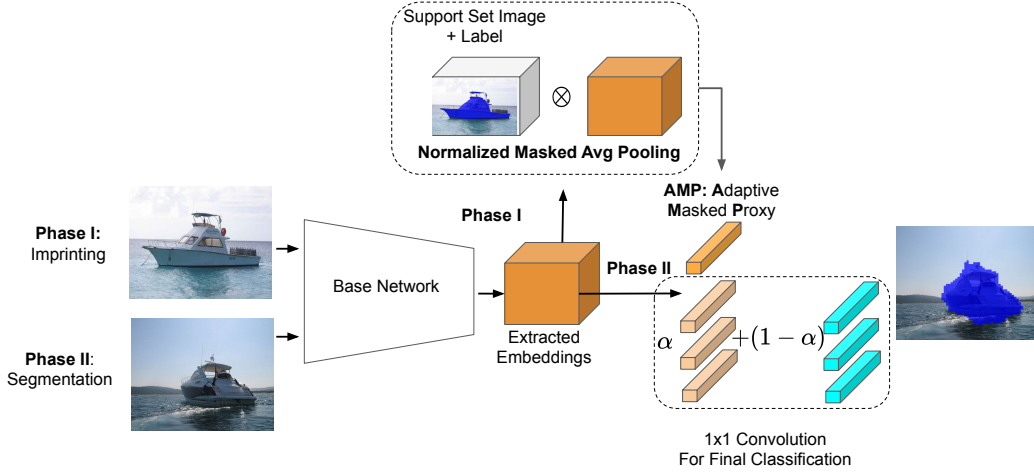 Support Set Image
+ Label
⊗
Normalized Masked Avg Pooling
AMP: Adaptive
Masked Proxy
Phase I
Phase I:
Imprinting
Base Network
Phase II
Extracted
Embeddings
α
+(1 − α)
Phase II:
Segmentation
1x1 Convolution
For Final Classification